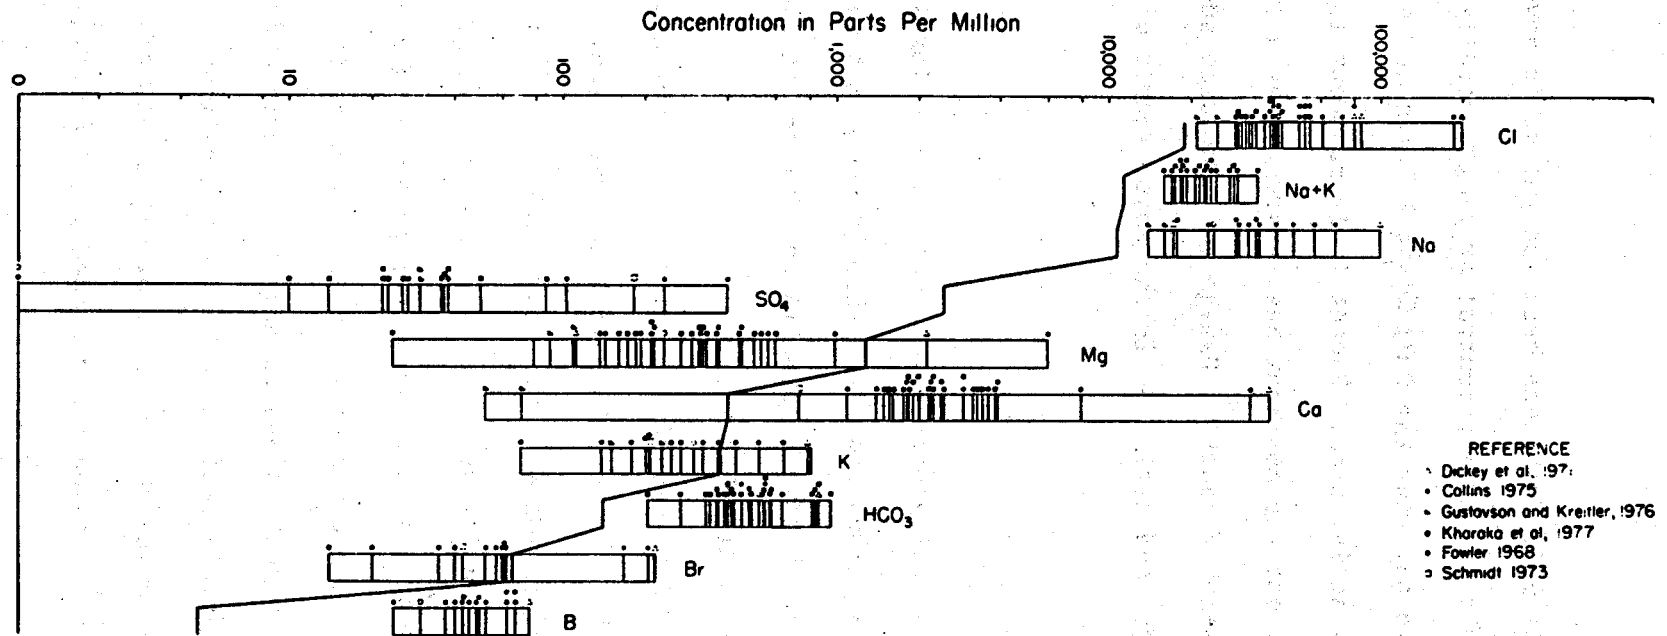 Concentration in Parts Per Million
0
10
100
1,000
10,000
100,000
Cl
Na+K
Na
SO₄
Mg
Ca
K
HCO₃
Br
B
REFERENCE
Dickey et al, 197
Collins 1975
Gustavson and Kreitler, 1976
Kharaka et al, 1977
Fowler 1968
Schmidt 1973